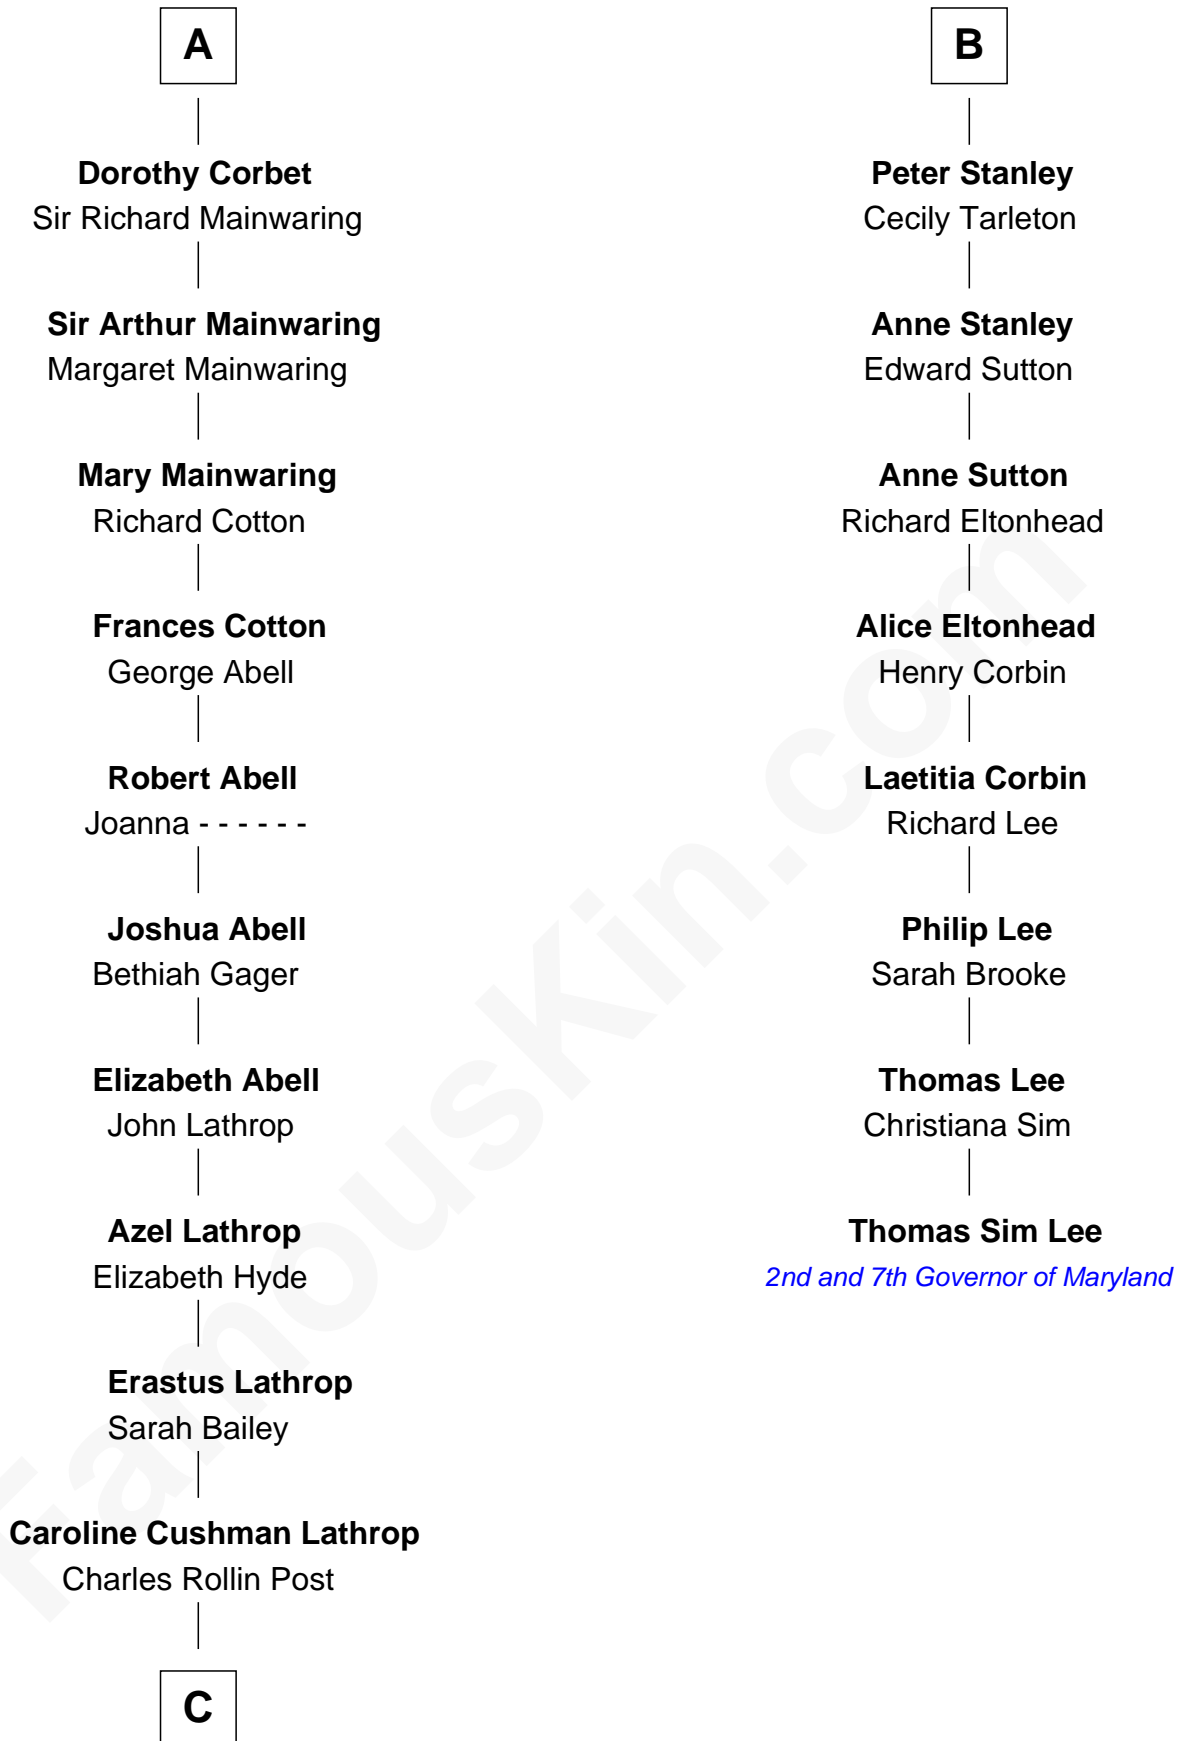 A
Dorothy Corbet
Sir Richard Mainwaring
Sir Arthur Mainwaring
Margaret Mainwaring
Mary Mainwaring
Richard Cotton
Frances Cotton
George Abell
Robert Abell
Joanna - - - - - -
Joshua Abell
Bethiah Gager
Elizabeth Abell
John Lathrop
Azel Lathrop
Elizabeth Hyde
Erastus Lathrop
Sarah Bailey
Caroline Cushman Lathrop
Charles Rollin Post
C
B
Peter Stanley
Cecily Tarleton
Anne Stanley
Edward Sutton
Anne Sutton
Richard Eltonhead
Alice Eltonhead
Henry Corbin
Laetitia Corbin
Richard Lee
Philip Lee
Sarah Brooke
Thomas Lee
Christiana Sim
Thomas Sim Lee
2nd and 7th Governor of Maryland
FamousKin.com